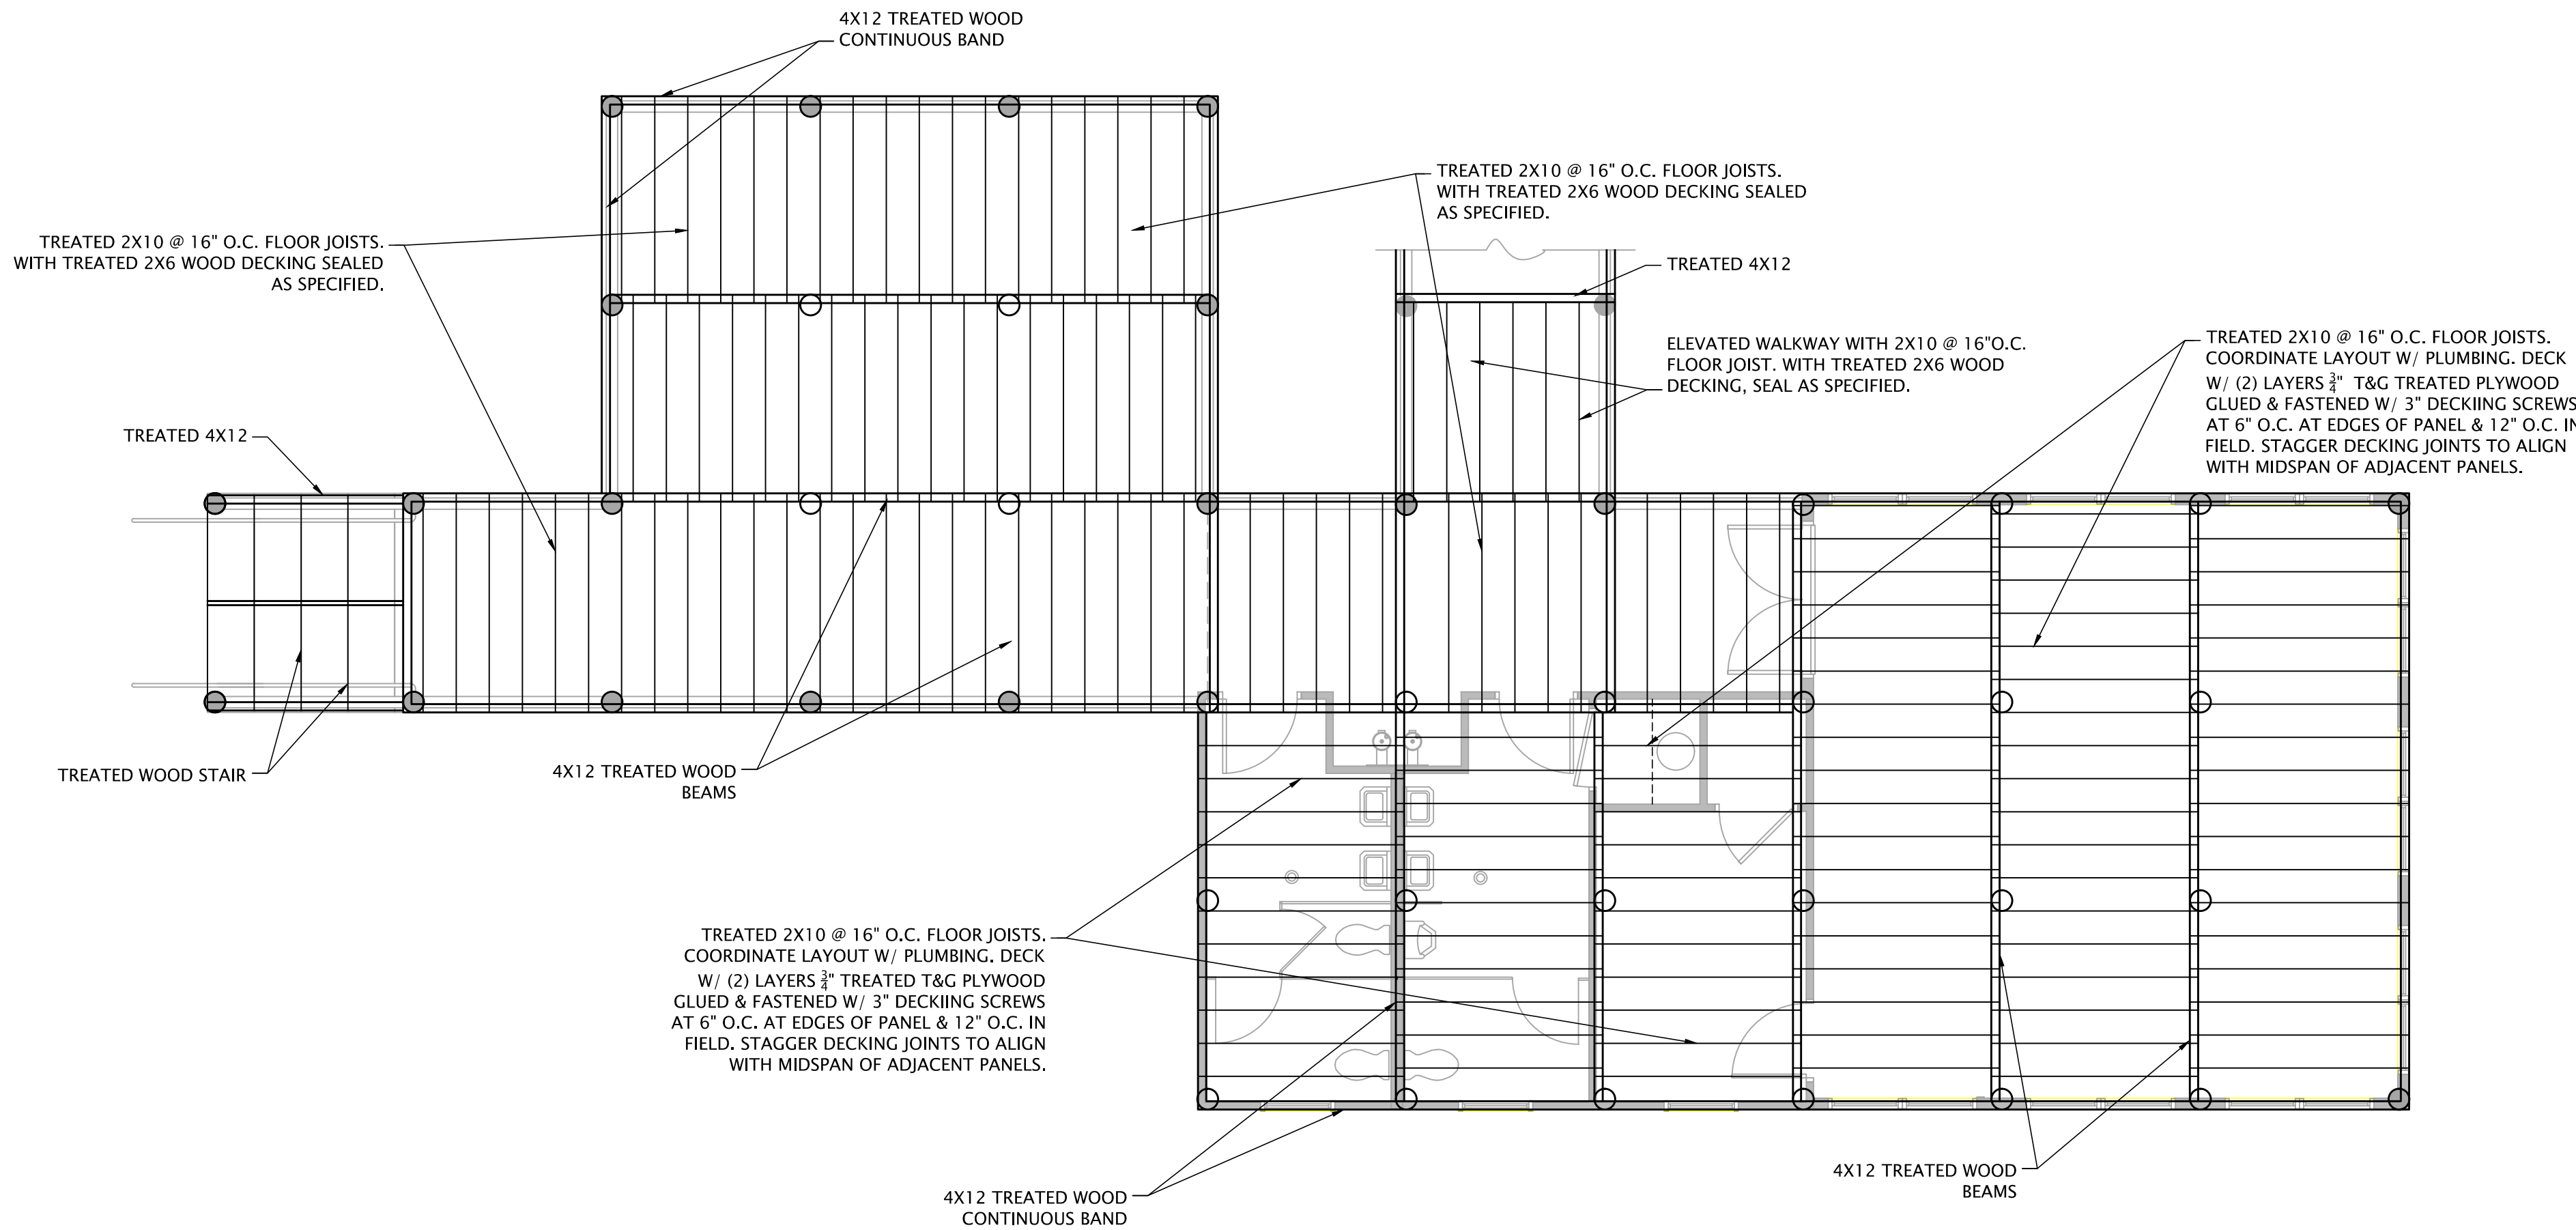 4X12 TREATED WOOD
CONTINUOUS BAND
TREATED 2X10 @ 16" O.C. FLOOR JOISTS.
WITH TREATED 2X6 WOOD DECKING SEALED
AS SPECIFIED.
TREATED 2X10 @ 16" O.C. FLOOR JOISTS.
WITH TREATED 2X6 WOOD DECKING SEALED
AS SPECIFIED.
TREATED 4X12
ELEVATED WALKWAY WITH 2X10 @ 16"O.C.
FLOOR JOIST. WITH TREATED 2X6 WOOD
DECKING, SEAL AS SPECIFIED.
TREATED 2X10 @ 16" O.C. FLOOR JOISTS.
COORDINATE LAYOUT W/ PLUMBING. DECK
W/ (2) LAYERS ¾" T&G TREATED PLYWOOD
GLUED & FASTENED W/ 3" DECKIING SCREWS
AT 6" O.C. AT EDGES OF PANEL & 12" O.C. IN
FIELD. STAGGER DECKING JOINTS TO ALIGN
WITH MIDSPAN OF ADJACENT PANELS.
TREATED 4X12
TREATED WOOD STAIR
4X12 TREATED WOOD
BEAMS
TREATED 2X10 @ 16" O.C. FLOOR JOISTS.
COORDINATE LAYOUT W/ PLUMBING. DECK
W/ (2) LAYERS ¾" TREATED T&G PLYWOOD
GLUED & FASTENED W/ 3" DECKIING SCREWS
AT 6" O.C. AT EDGES OF PANEL & 12" O.C. IN
FIELD. STAGGER DECKING JOINTS TO ALIGN
WITH MIDSPAN OF ADJACENT PANELS.
4X12 TREATED WOOD
CONTINUOUS BAND
4X12 TREATED WOOD
BEAMS